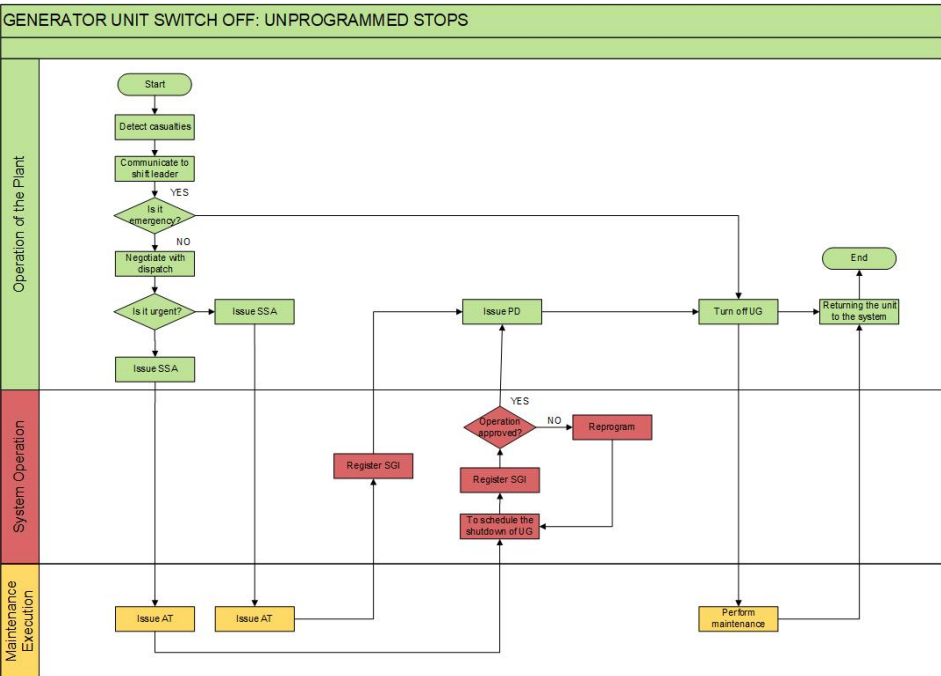 GENERATOR UNIT SWITCH OFF: UNPROGRAMMED STOPS
Operation of the Plant
Start
Detect casualties
Communicate to
shift leader
YES
Is it
emergency?
NO
Negotiate with
dispatch
Is it urgent?
Issue SSA
Issue SSA
Issue PD
Turn off UG
Returning the unit
to the system
End
System Operation
YES
Operation
approved?
NO
Reprogram
Register SGI
Register SGI
To schedule the
shutdown of UG
Maintenance
Execution
Issue AT
Issue AT
Perform
maintenance